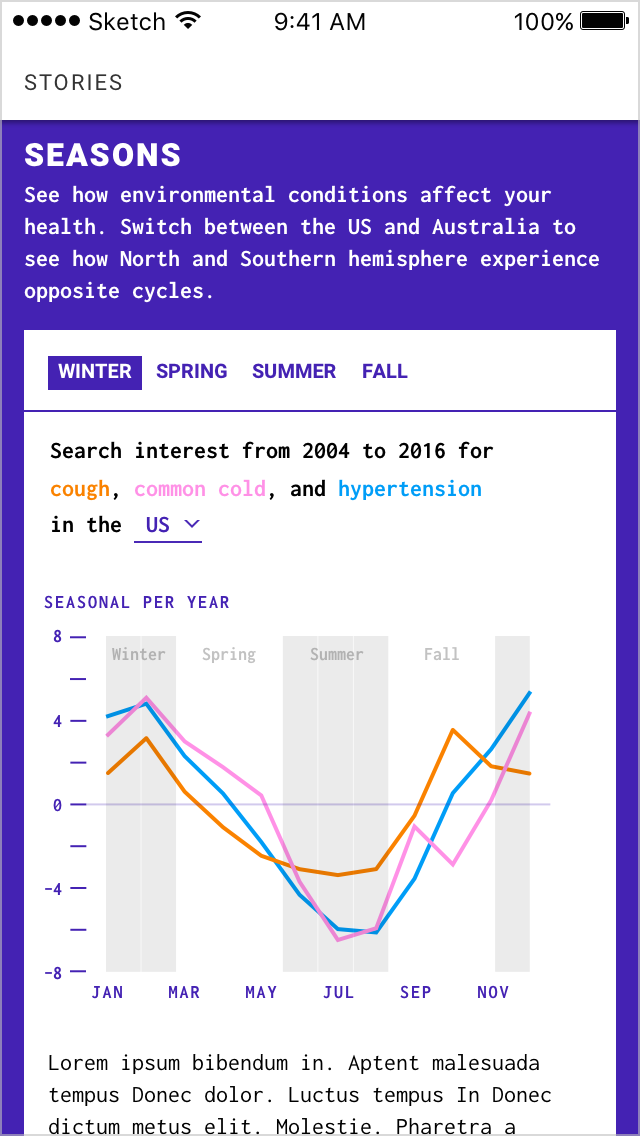 Sketch 9:41 AM 100%
STORIES
SEASONS
See how environmental conditions affect your
health. Switch between the US and Australia to
see how North and Southern hemisphere experience
opposite cycles.
WINTER SPRING SUMMER FALL
Search interest from 2004 to 2016 for
cough, common cold, and hypertension
in the US
SEASONAL PER YEAR
8
Winter Spring Summer Fall
4
0
-4
-8
JAN MAR MAY JUL SEP NOV
Lorem ipsum bibendum in. Aptent malesuada
tempus Donec dolor. Luctus tempus In Donec
dictum metus elit. Molestie. Pharetra a